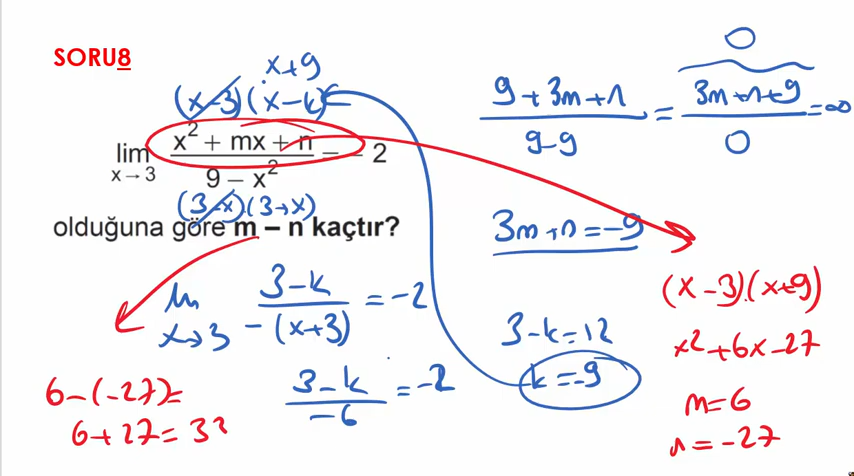 SORU8
x+9
(x-3)(x-k)
lim x→3 x² + mx + n / 9 - x² = -2
(3-x).(3+x)
olduğuna göre m – n kaçtır?
9+3m+n / 9-9 = 3m+n+9 / 0 = ∞
0
3m+n=-9
lim x→3 3-k / -(x+3) = -2
3-k / -6 = -2
3-k=12
k=-9
(x-3).(x+9)
x²+6x-27
m=6
n=-27
6-(-27)=
6+27=33